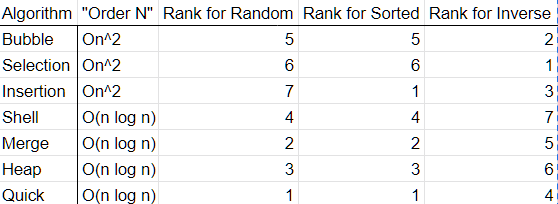 Algorithm "Order N" Rank for Random Rank for Sorted Rank for Inverse
Bubble On^2 5 5 2
Selection On^2 6 6 1
Insertion On^2 7 1 3
Shell O(n log n) 4 4 7
Merge O(n log n) 2 2 5
Heap O(n log n) 3 3 6
Quick O(n log n) 1 1 4